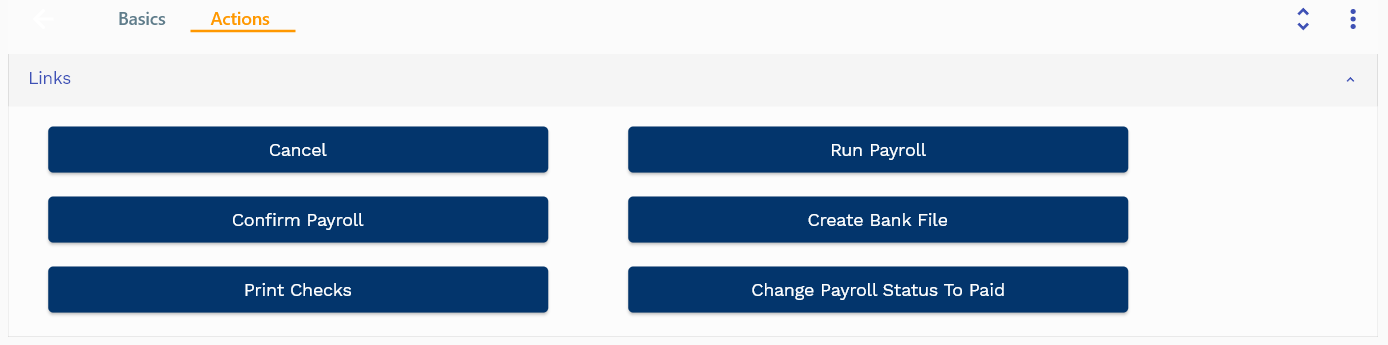 Basics Actions
Links
Cancel Run Payroll
Confirm Payroll Create Bank File
Print Checks Change Payroll Status To Paid